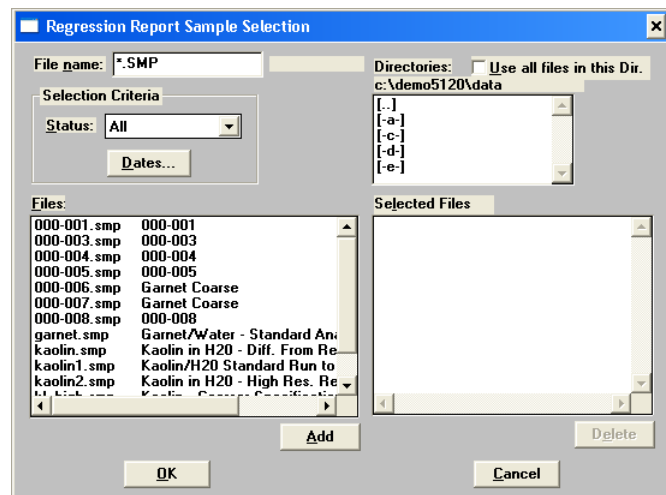 Regression Report Sample Selection
File name: *.SMP
Directories: Use all files in this Dir.
c:\demo5120\data
Selection Criteria
Status: All
Dates...
[..]
[-a-]
[-c-]
[-d-]
[-e-]
Files:
000-001.smp 000-001
000-003.smp 000-003
000-004.smp 000-004
000-005.smp 000-005
000-006.smp Garnet Coarse
000-007.smp Garnet Coarse
000-008.smp 000-008
garnet.smp Garnet/Water - Standard Ana
kaolin.smp Kaolin in H20 - Diff. From Re
kaolin1.smp Kaolin/H20 Standard Run to
kaolin2.smp Kaolin in H20 - High Res. Re
Selected Files
Add
Delete
OK
Cancel